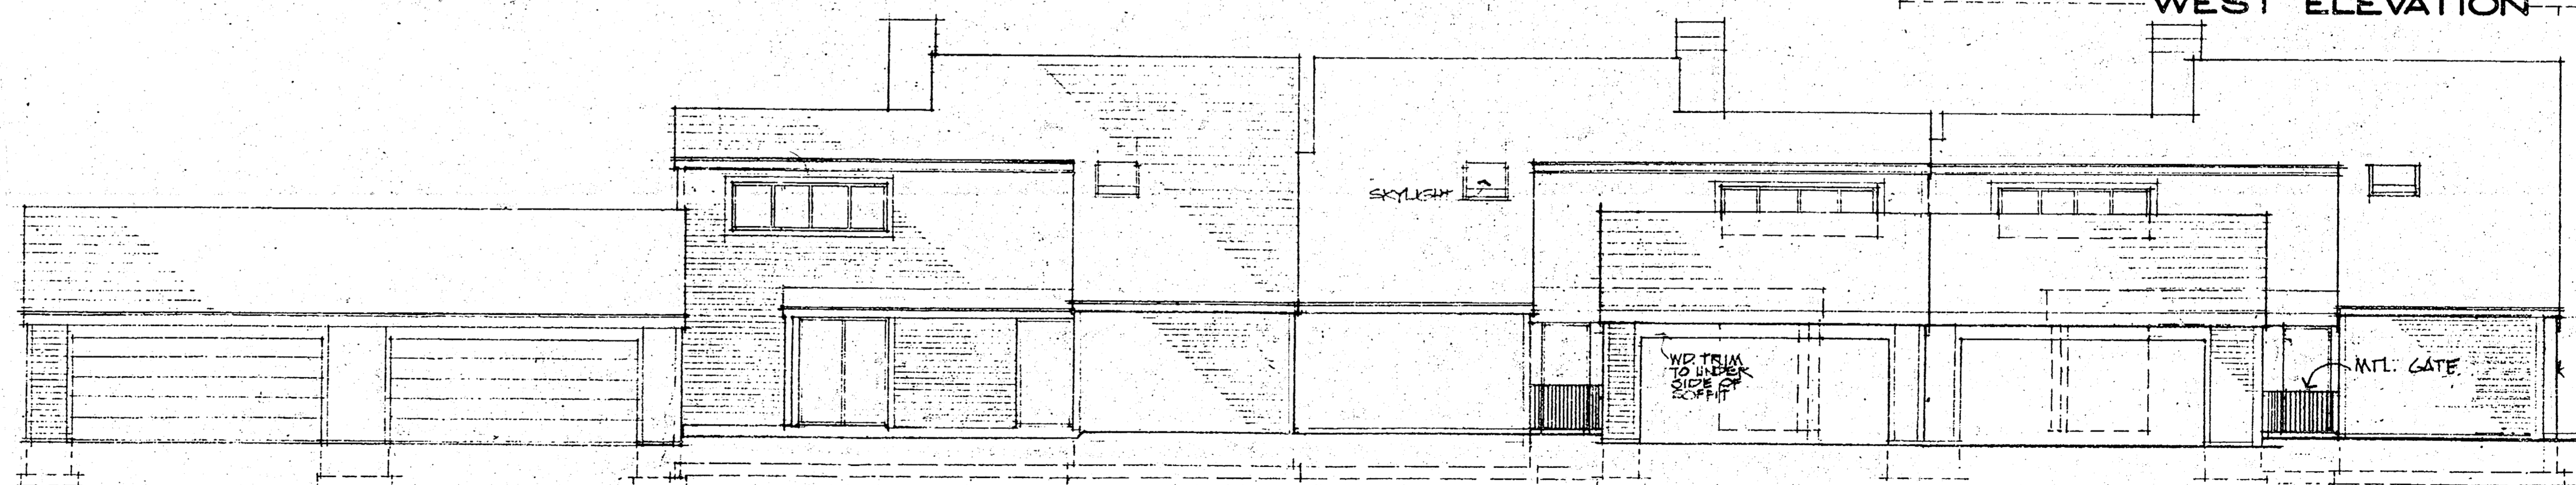 WEST ELEVATION
SKYLIGHT
WD. TRIM
TO UNDER
SIDE OF
SOFFIT
MTL. GATE